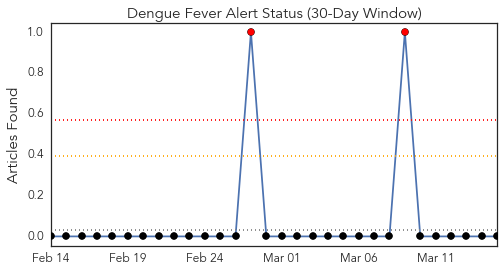 Dengue Fever Alert Status (30-Day Window)
Articles Found
1.0
0.8
0.6
0.4
0.2
0.0
Feb 14 Feb 19 Feb 24 Mar 01 Mar 06 Mar 11